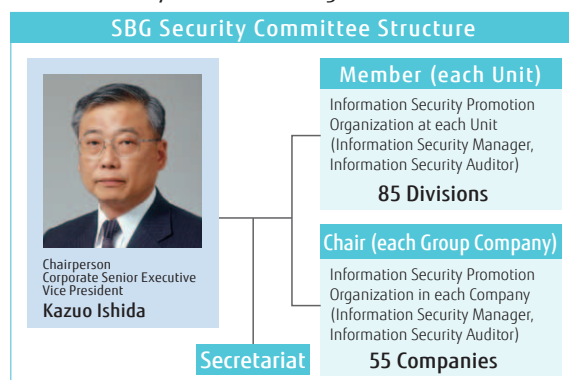 SBG Security Committee Structure
Chairperson
Corporate Senior Executive
Vice President
Kazuo Ishida
Member (each Unit)
Information Security Promotion
Organization at each Unit
(Information Security Manager,
Information Security Auditor)
85 Divisions
Chair (each Group Company)
Information Security Promotion
Organization in each Company
(Information Security Manager,
Information Security Auditor)
55 Companies
Secretariat